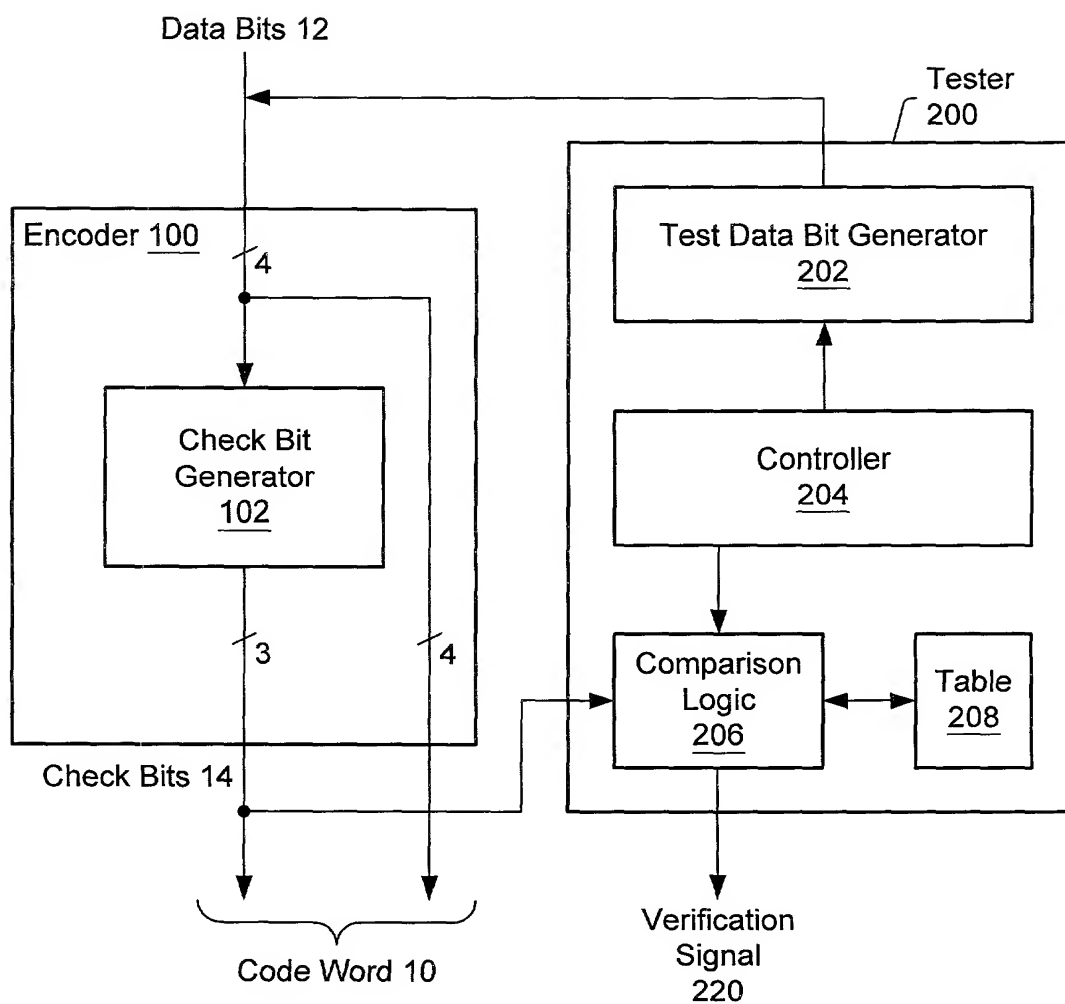 Data Bits 12
Tester
200
Encoder 100
4
Test Data Bit Generator
202
Check Bit
Generator
102
Controller
204
3
4
Comparison
Logic
206
Table
208
Check Bits 14
Code Word 10
Verification
Signal
220